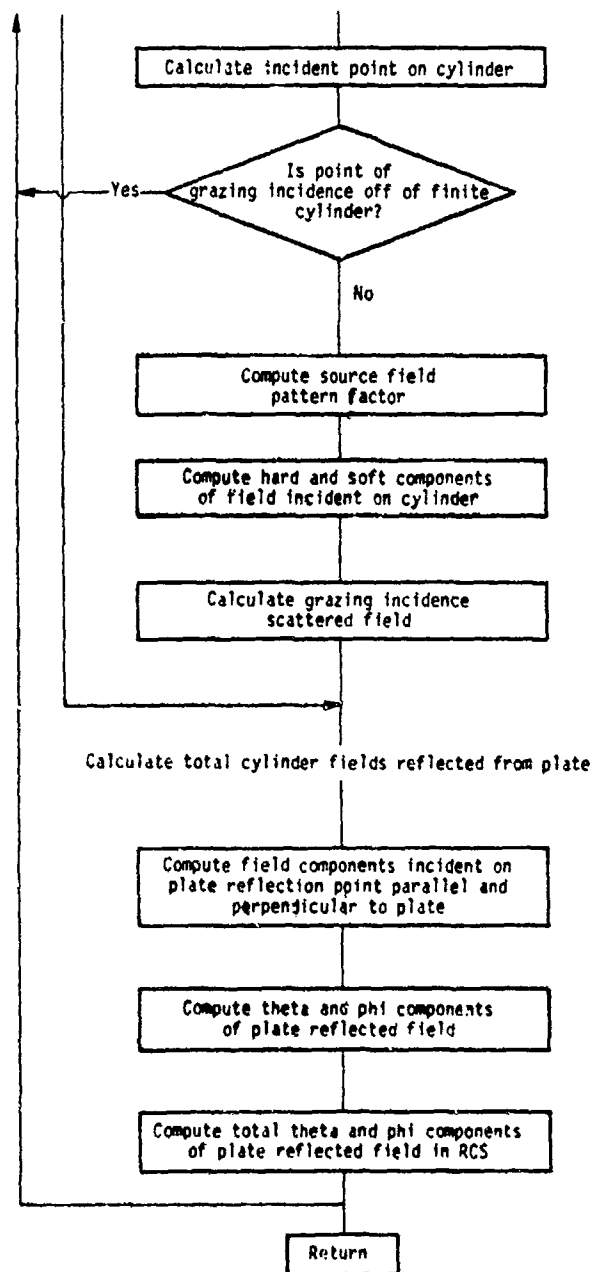 Calculate incident point on cylinder
Is point of
grazing incidence off of finite
cylinder?
Yes
No
Compute source field
pattern factor
Compute hard and soft components
of field incident on cylinder
Calculate grazing incidence
scattered field
Calculate total cylinder fields reflected from plate
Compute field components incident on
plate reflection point parallel and
perpendicular to plate
Compute theta and phi components
of plate reflected field
Compute total theta and phi components
of plate reflected field in RCS
Return